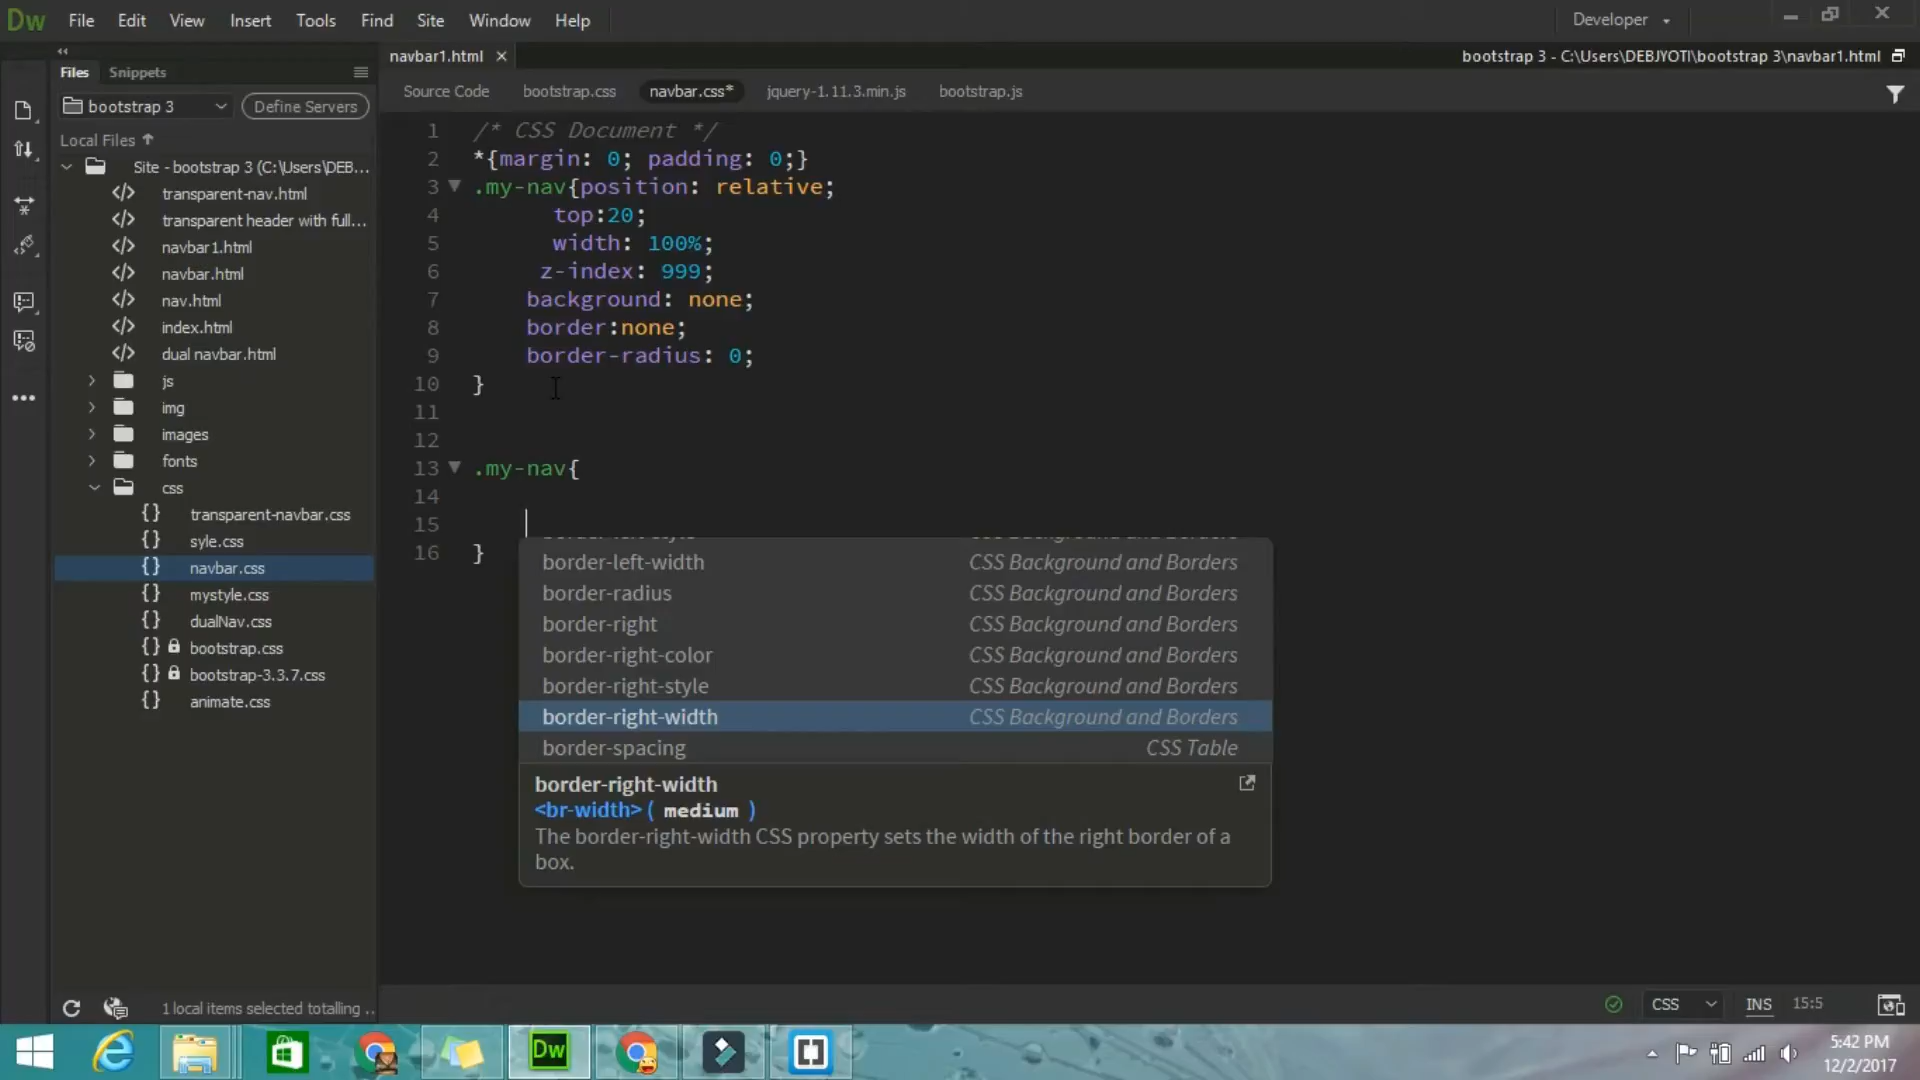 Dw File Edit View Insert Tools Find Site Window Help
Developer
Files Snippets
navbar1.html
bootstrap 3 - C:\Users\DEBJYOTI\bootstrap 3\navbar1.html
bootstrap 3
Define Servers
Source Code bootstrap.css navbar.css* jquery-1.11.3.min.js bootstrap.js
Local Files
Site - bootstrap 3 (C:\Users\DEB...
transparent-nav.html
transparent header with full...
navbar1.html
navbar.html
nav.html
index.html
dual navbar.html
js
img
images
fonts
css
transparent-navbar.css
syle.css
navbar.css
mystyle.css
dualNav.css
bootstrap.css
bootstrap-3.3.7.css
animate.css
1 local items selected totalling ..
1 /* CSS Document */
2 *{margin: 0; padding: 0;}
3 .my-nav{position: relative;
4 top:20;
5 width: 100%;
6 z-index: 999;
7 background: none;
8 border:none;
9 border-radius: 0;
10 }
11
12
13 .my-nav{
14
15
16 }
border-left-width CSS Background and Borders
border-radius CSS Background and Borders
border-right CSS Background and Borders
border-right-color CSS Background and Borders
border-right-style CSS Background and Borders
border-right-width CSS Background and Borders
border-spacing CSS Table
border-right-width
<br-width>( medium )
The border-right-width CSS property sets the width of the right border of a
box.
CSS INS 15:5
Dw
5:42 PM
12/2/2017